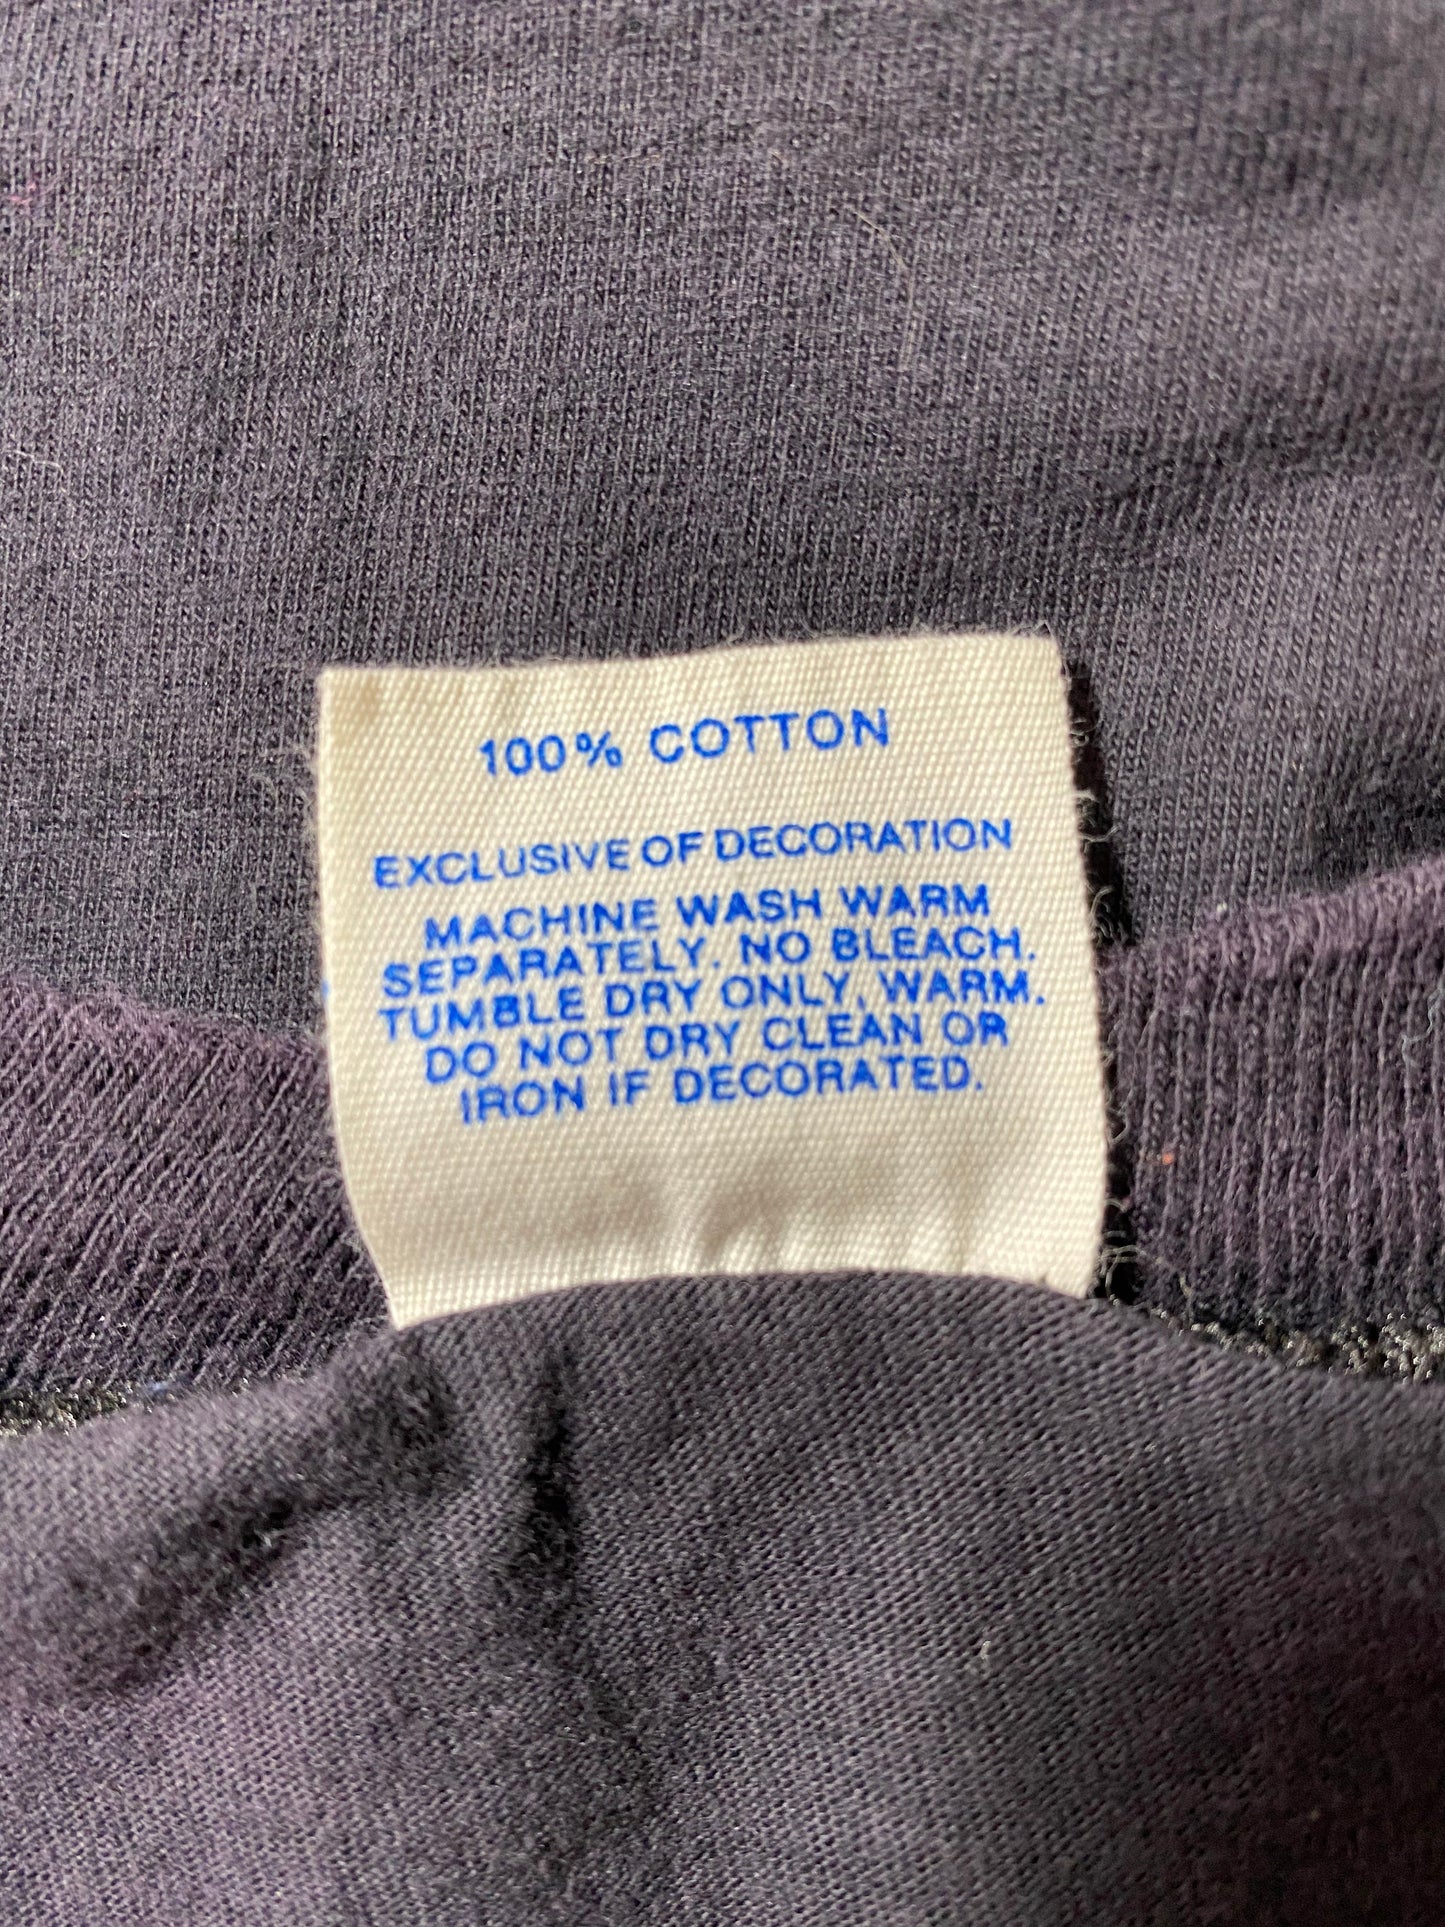 100% COTTON
EXCLUSIVE OF DECORATION
MACHINE WASH WARM
SEPARATELY. NO BLEACH.
TUMBLE DRY ONLY, WARM.
DO NOT DRY CLEAN OR
IRON IF DECORATED.